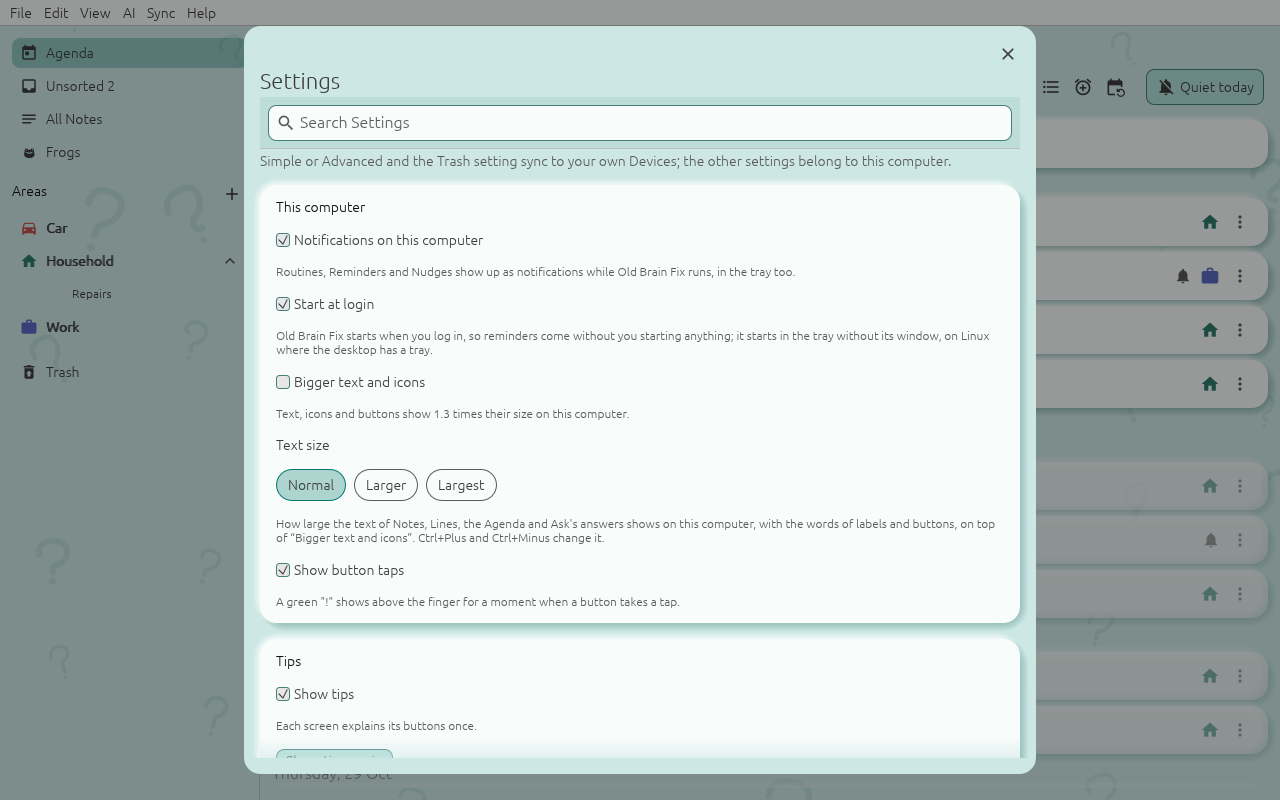 File Edit View AI Sync Help
Agenda
Unsorted 2
All Notes
Frogs
Areas
Car
Household
Repairs
Work
Trash
Quiet today
Settings
Search Settings
Simple or Advanced and the Trash setting sync to your own Devices; the other settings belong to this computer.
This computer
Notifications on this computer
Routines, Reminders and Nudges show up as notifications while Old Brain Fix runs, in the tray too.
Start at login
Old Brain Fix starts when you log in, so reminders come without you starting anything; it starts in the tray without its window, on Linux
where the desktop has a tray.
Bigger text and icons
Text, icons and buttons show 1.3 times their size on this computer.
Text size
Normal Larger Largest
How large the text of Notes, Lines, the Agenda and Ask's answers shows on this computer, with the words of labels and buttons, on top
of “Bigger text and icons”. Ctrl+Plus and Ctrl+Minus change it.
Show button taps
A green "!" shows above the finger for a moment when a button takes a tap.
Tips
Show tips
Each screen explains its buttons once.
Thursday, 29 Oct